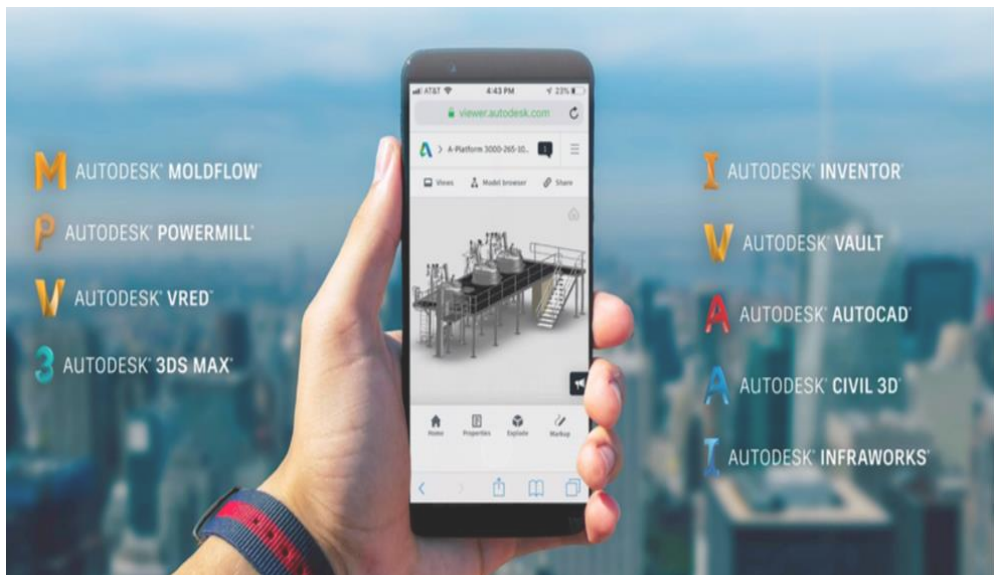 AT&T 4:43 PM 23%
viewer.autodesk.com
A-Platform 3000-265-10...
Views Model browser Share
Home Properties Explode Markup
M AUTODESK® MOLDFLOW®
P AUTODESK® POWERMILL®
V AUTODESK® VRED™
3 AUTODESK® 3DS MAX®
I AUTODESK® INVENTOR®
V AUTODESK® VAULT
A AUTODESK® AUTOCAD®
A AUTODESK® CIVIL 3D®
I AUTODESK® INFRAWORKS®